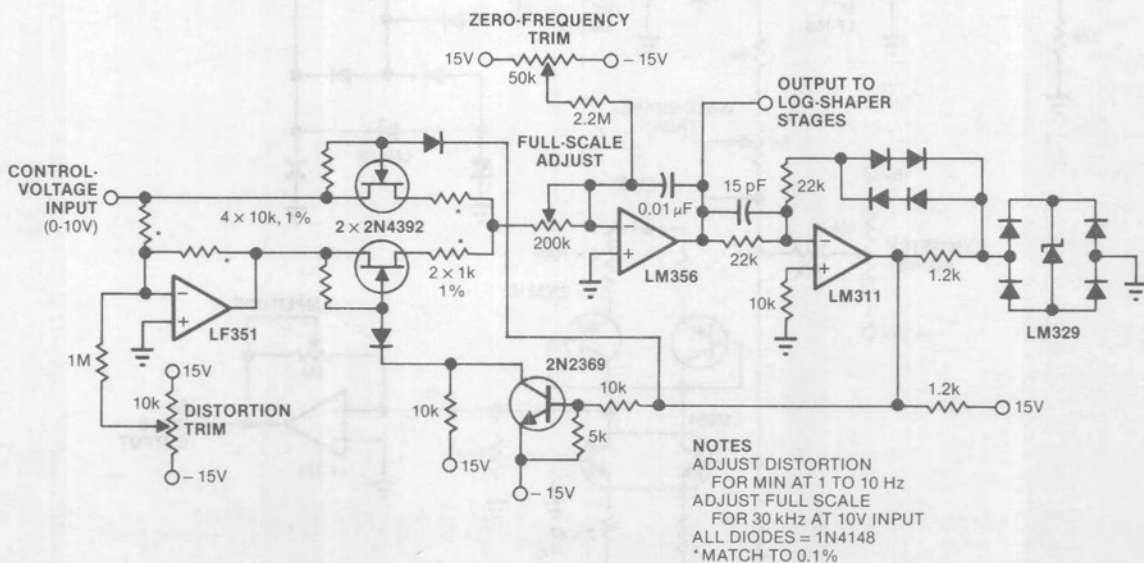 ZERO-FREQUENCY
TRIM
15V
− 15V
50k
2.2M
OUTPUT TO
LOG-SHAPER
STAGES
FULL-SCALE
ADJUST
CONTROL-
VOLTAGE
INPUT
(0-10V)
4 × 10k, 1%
2 × 2N4392
*
*
*
*
2 × 1k
1%
200k
0.01 µF
15 pF
22k
22k
LM356
10k
LM311
1.2k
LM329
LF351
1M
15V
10k
DISTORTION
TRIM
− 15V
10k
15V
2N2369
10k
5k
− 15V
1.2k
15V
NOTES
ADJUST DISTORTION
FOR MIN AT 1 TO 10 Hz
ADJUST FULL SCALE
FOR 30 kHz AT 10V INPUT
ALL DIODES = 1N4148
*MATCH TO 0.1%